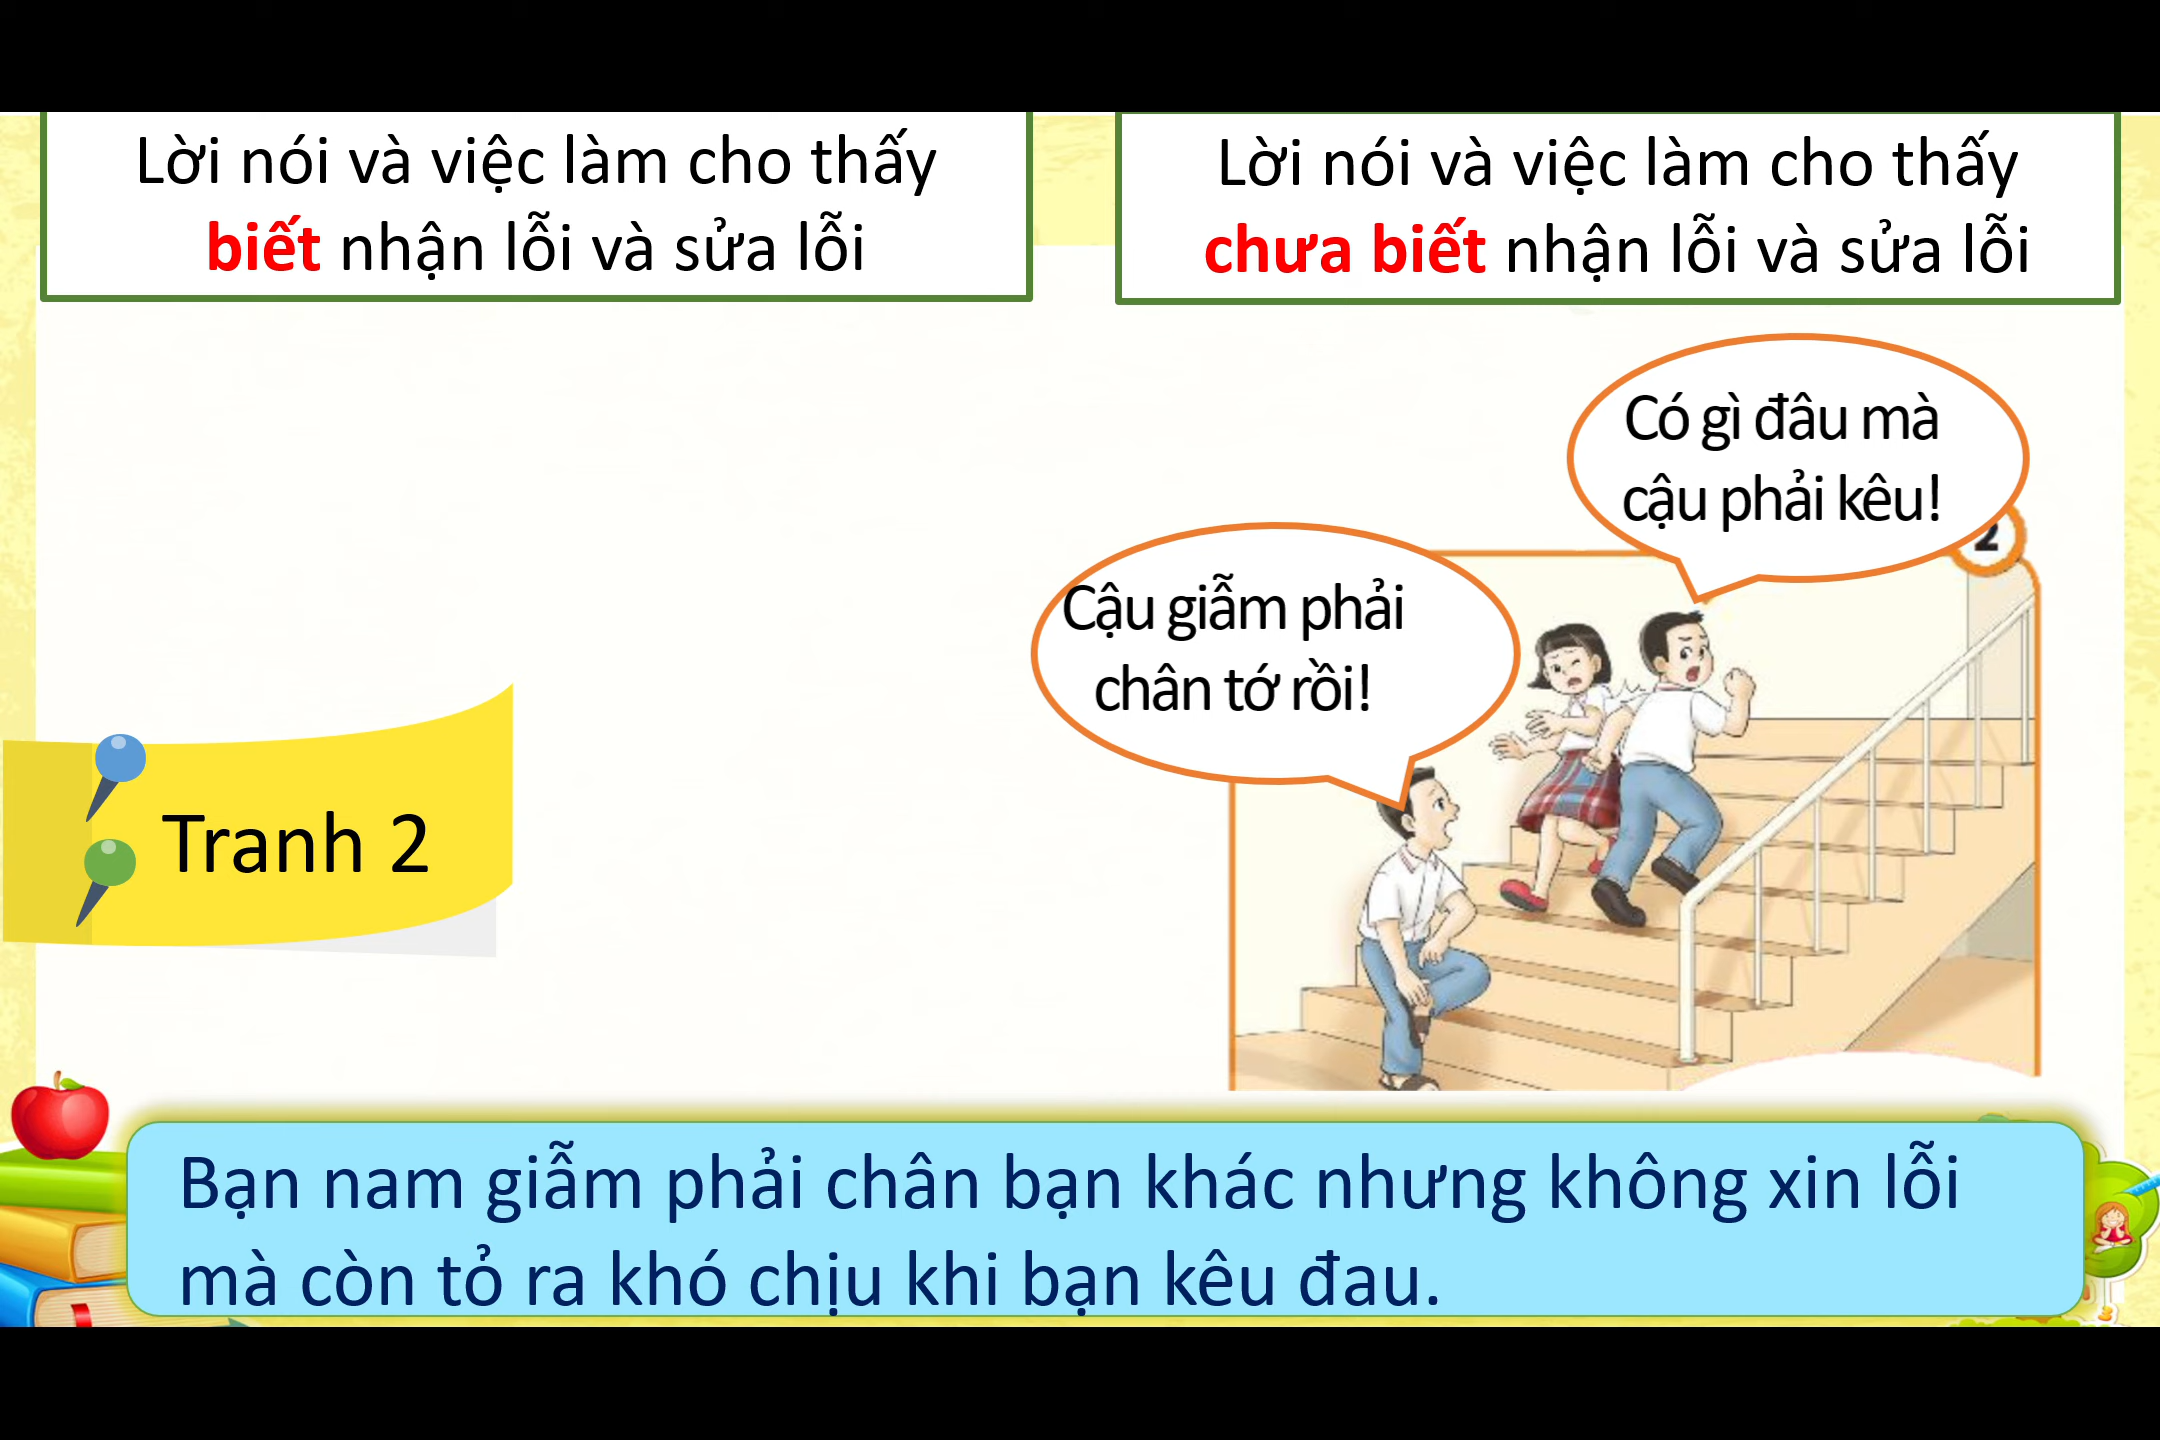 Lời nói và việc làm cho thấy
biết nhận lỗi và sửa lỗi
Lời nói và việc làm cho thấy
chưa biết nhận lỗi và sửa lỗi
Có gì đâu mà
cậu phải kêu!
2
Cậu giẫm phải
chân tớ rồi!
Tranh 2
Bạn nam giẫm phải chân bạn khác nhưng không xin lỗi
mà còn tỏ ra khó chịu khi bạn kêu đau.